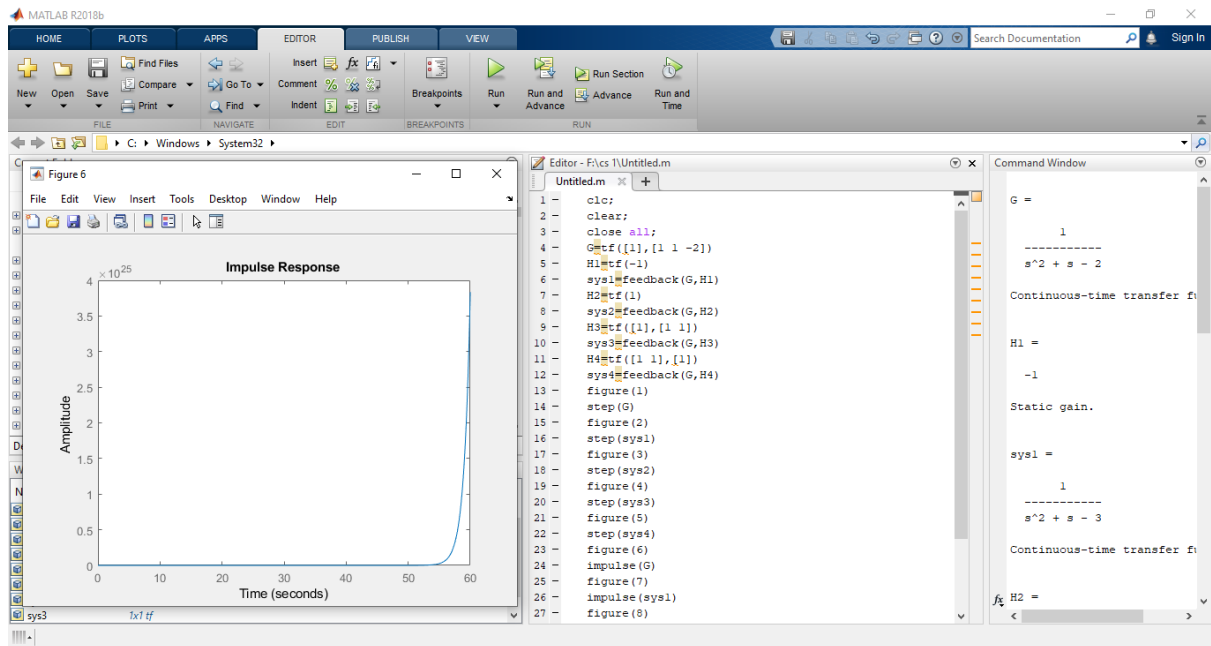 MATLAB R2018b
HOME PLOTS APPS EDITOR PUBLISH VIEW
Search Documentation
Sign In
New Open Save
Find Files
Compare
Print
FILE
Go To
Find
NAVIGATE
Insert fx
Comment %
Indent
EDIT
Breakpoints
BREAKPOINTS
Run
Run and Advance
Run Section
Advance
Run and Time
RUN
C: Windows System32
Figure 6
File Edit View Insert Tools Desktop Window Help
Impulse Response
×10^25
4
3.5
3
2.5
2
1.5
1
0.5
0
Amplitude
0 10 20 30 40 50 60
Time (seconds)
sys3 1x1 tf
Editor - F:\cs 1\Untitled.m
Untitled.m
1 clc;
2 clear;
3 close all;
4 G=tf([1],[1 1 -2])
5 H1=tf(-1)
6 sys1=feedback(G,H1)
7 H2=tf(1)
8 sys2=feedback(G,H2)
9 H3=tf([1],[1 1])
10 sys3=feedback(G,H3)
11 H4=tf([1 1],[1])
12 sys4=feedback(G,H4)
13 figure(1)
14 step(G)
15 figure(2)
16 step(sys1)
17 figure(3)
18 step(sys2)
19 figure(4)
20 step(sys3)
21 figure(5)
22 step(sys4)
23 figure(6)
24 impulse(G)
25 figure(7)
26 impulse(sys1)
27 figure(8)
Command Window
G =
1
-----------
s^2 + s - 2
Continuous-time transfer fu
H1 =
-1
Static gain.
sys1 =
1
-----------
s^2 + s - 3
Continuous-time transfer fu
fx H2 =